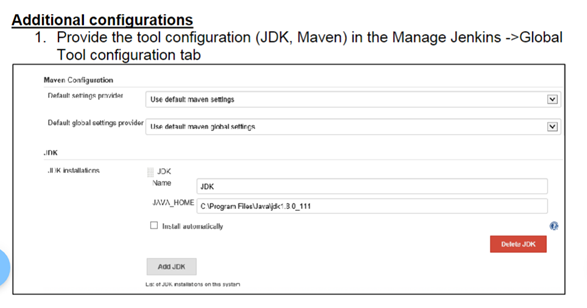 Additional configurations
1. Provide the tool configuration (JDK, Maven) in the Manage Jenkins ->Global
Tool configuration tab
Maven Configuration
Default settings provider
Use default maven settings
Default global settings provider
Use default maven global settings
JDK
JDK installations
JDK
Name
JDK
JAVA_HOME
C:\Program Files\Java\jdk1.8.0_111
Install automatically
Delete JDK
Add JDK
List of JDK installations on this system